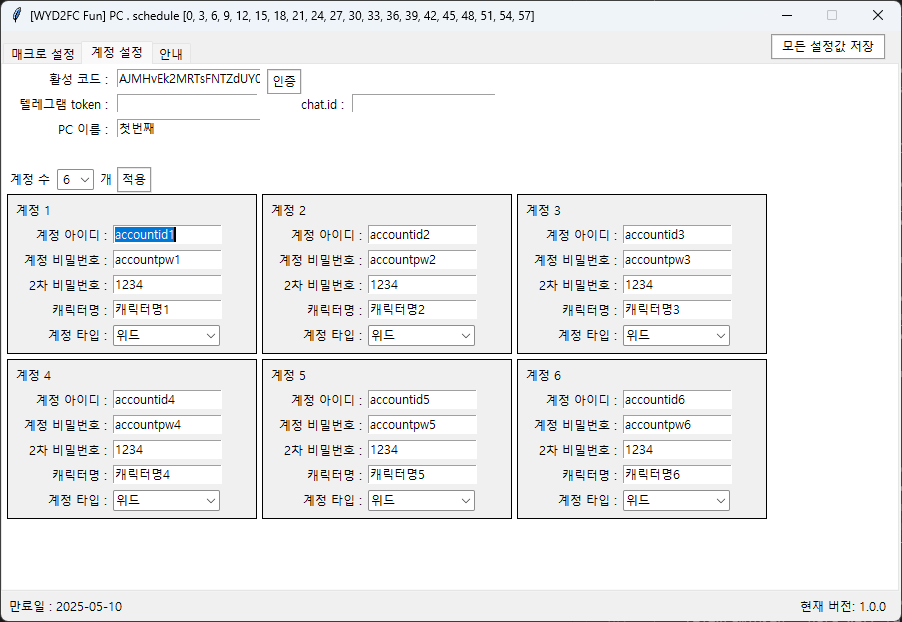 [WYD2FC Fun] PC . schedule [0, 3, 6, 9, 12, 15, 18, 21, 24, 27, 30, 33, 36, 39, 42, 45, 48, 51, 54, 57]
매크로 설정 계정 설정 안내 모든 설정값 저장
활성 코드 : AJMHvEk2MRTsFNTZdUY0 인증
텔레그램 token : chat.id :
PC 이름 : 첫번째
계정 수 6 개 적용
계정 1 계정 2 계정 3
계정 아이디 : accountid1 계정 아이디 : accountid2 계정 아이디 : accountid3
계정 비밀번호 : accountpw1 계정 비밀번호 : accountpw2 계정 비밀번호 : accountpw3
2차 비밀번호 : 1234 2차 비밀번호 : 1234 2차 비밀번호 : 1234
캐릭터명 : 캐릭터명1 캐릭터명 : 캐릭터명2 캐릭터명 : 캐릭터명3
계정 타입 : 위드 계정 타입 : 위드 계정 타입 : 위드
계정 4 계정 5 계정 6
계정 아이디 : accountid4 계정 아이디 : accountid5 계정 아이디 : accountid6
계정 비밀번호 : accountpw4 계정 비밀번호 : accountpw5 계정 비밀번호 : accountpw6
2차 비밀번호 : 1234 2차 비밀번호 : 1234 2차 비밀번호 : 1234
캐릭터명 : 캐릭터명4 캐릭터명 : 캐릭터명5 캐릭터명 : 캐릭터명6
계정 타입 : 위드 계정 타입 : 위드 계정 타입 : 위드
만료일 : 2025-05-10 현재 버전: 1.0.0